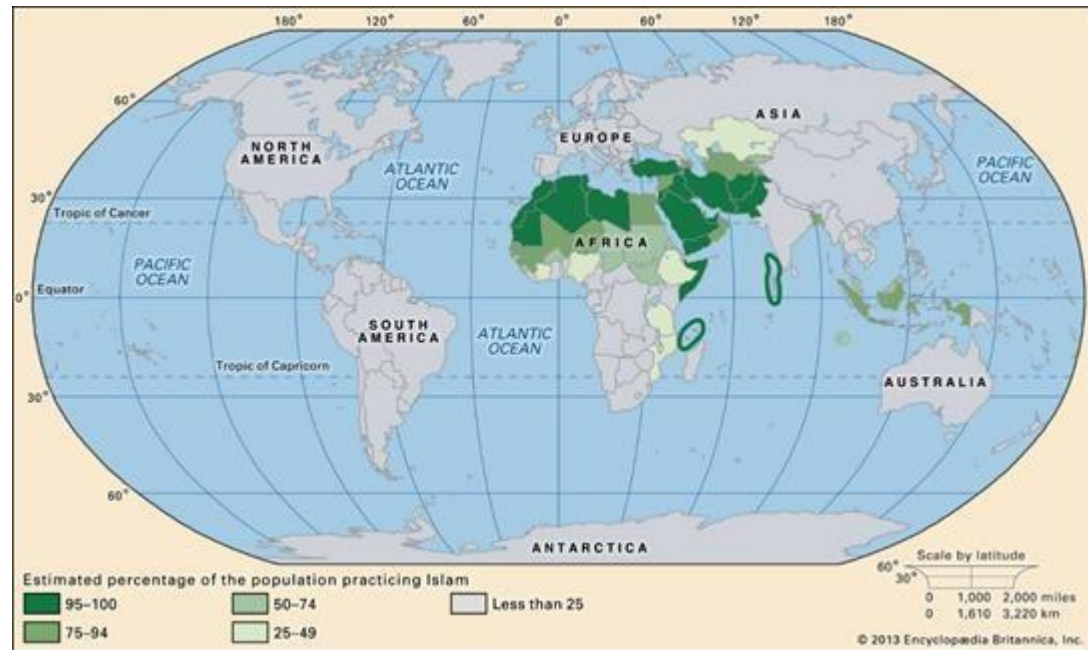 180° 120° 60° 0° 60° 120° 180°
60°
ASIA
EUROPE
NORTH
AMERICA
ATLANTIC
OCEAN
PACIFIC
OCEAN
30°
Tropic of Cancer
AFRICA
PACIFIC
OCEAN
Equator
0°
0°
SOUTH
AMERICA
ATLANTIC
OCEAN
Tropic of Capricorn
AUSTRALIA
30°
60°
ANTARCTICA
Estimated percentage of the population practicing Islam
95–100 50–74 Less than 25
75–94 25–49
Scale by latitude
60°
30°
0 1,000 2,000 miles
0 1,610 3,220 km
© 2013 Encyclopædia Britannica, Inc.